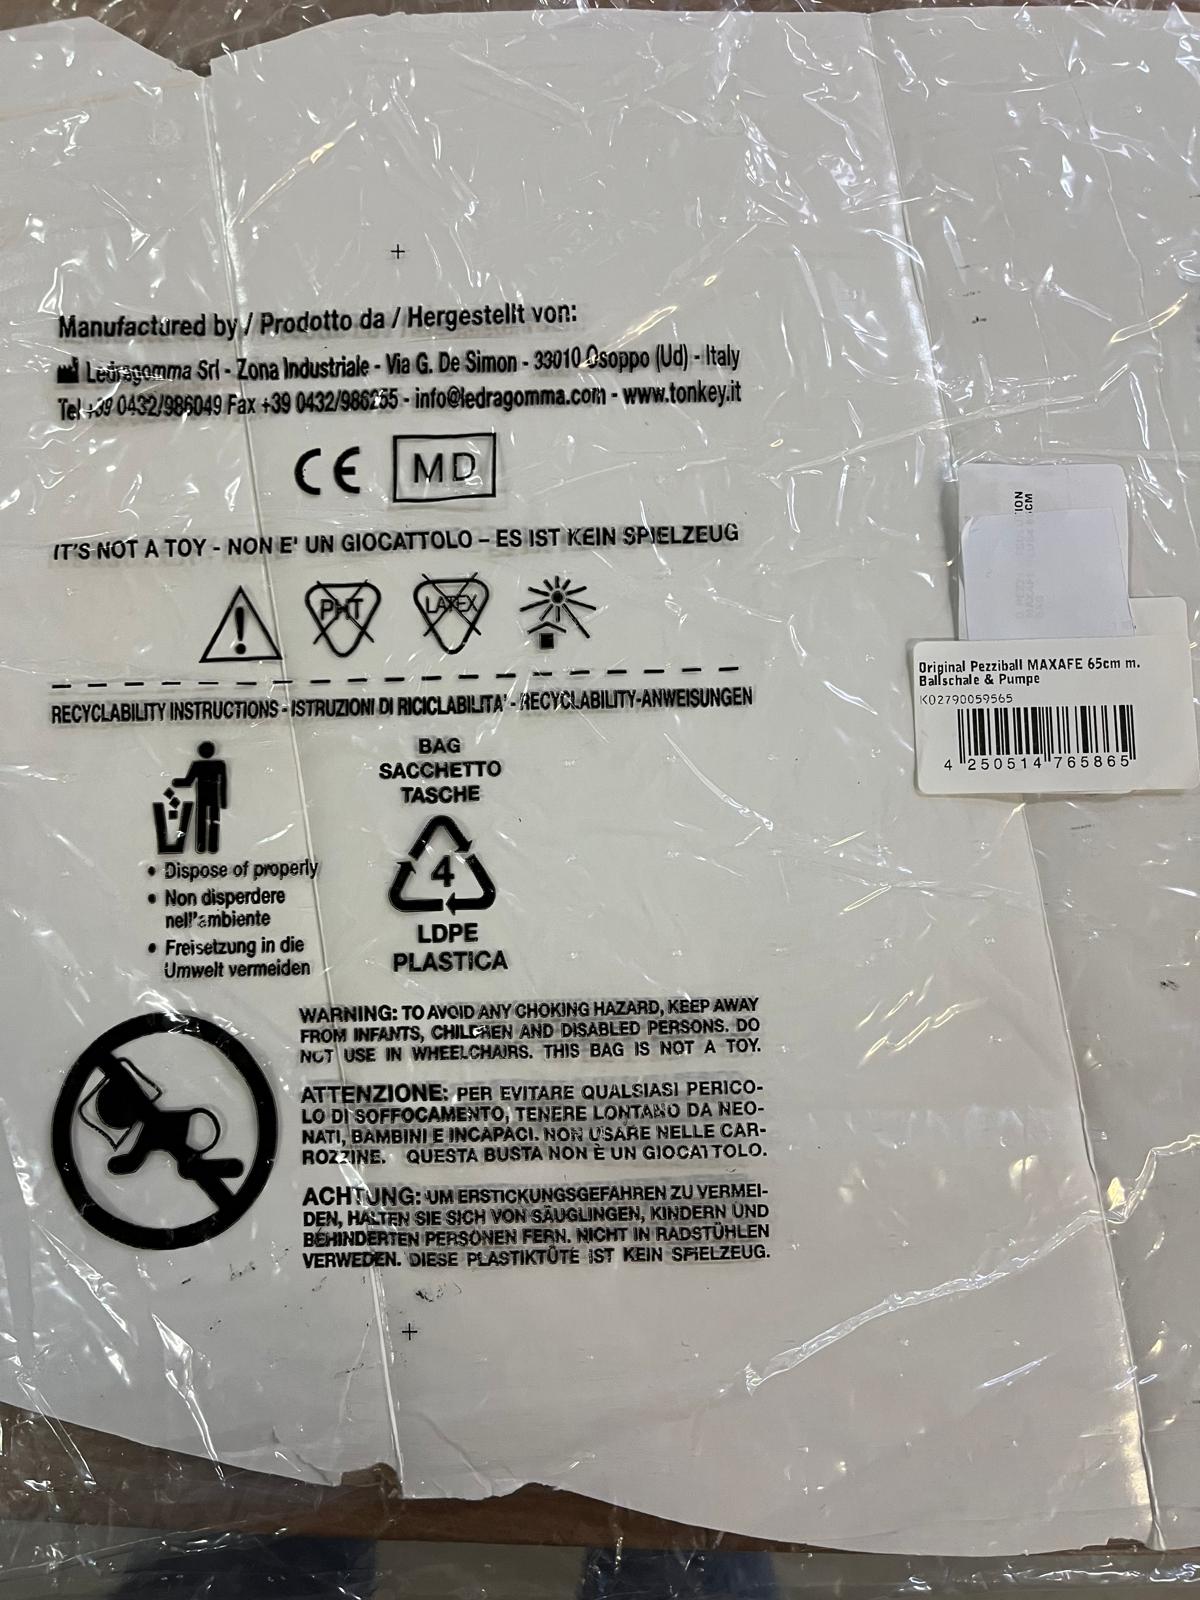 Manufactured by / Prodotto da / Hergestellt von:
Ledragomma Srl - Zona Industriale - Via G. De Simon - 33010 Osoppo (Ud) - Italy
Tel +39 0432/986049 Fax +39 0432/986255 - info@ledragomma.com - www.tonkey.it
CE MD
IT'S NOT A TOY - NON E' UN GIOCATTOLO – ES IST KEIN SPIELZEUG
PHT LATEX
RECYCLABILITY INSTRUCTIONS - ISTRUZIONI DI RICICLABILITA' - RECYCLABILITY-ANWEISUNGEN
BAG
SACCHETTO
TASCHE
• Dispose of properly
• Non disperdere
nell'ambiente
• Freisetzung in die
Umwelt vermeiden
4
LDPE
PLASTICA
WARNING: TO AVOID ANY CHOKING HAZARD, KEEP AWAY
FROM INFANTS, CHILDREN AND DISABLED PERSONS. DO
NOT USE IN WHEELCHAIRS. THIS BAG IS NOT A TOY.
ATTENZIONE: PER EVITARE QUALSIASI PERICO-
LO DI SOFFOCAMENTO, TENERE LONTANO DA NEO-
NATI, BAMBINI E INCAPACI. NON USARE NELLE CAR-
ROZZINE. QUESTA BUSTA NON È UN GIOCATTOLO.
ACHTUNG: UM ERSTICKUNGSGEFAHREN ZU VERMEI-
DEN, HALTEN SIE SICH VON SÄUGLINGEN, KINDERN UND
BEHINDERTEN PERSONEN FERN. NICHT IN RADSTÜHLEN
VERWEDEN. DIESE PLASTIKTÜTE IST KEIN SPIELZEUG.
Original Pezziball MAXAFE 65cm m.
Ballschale & Pumpe
K02790059565
4 250514 765865